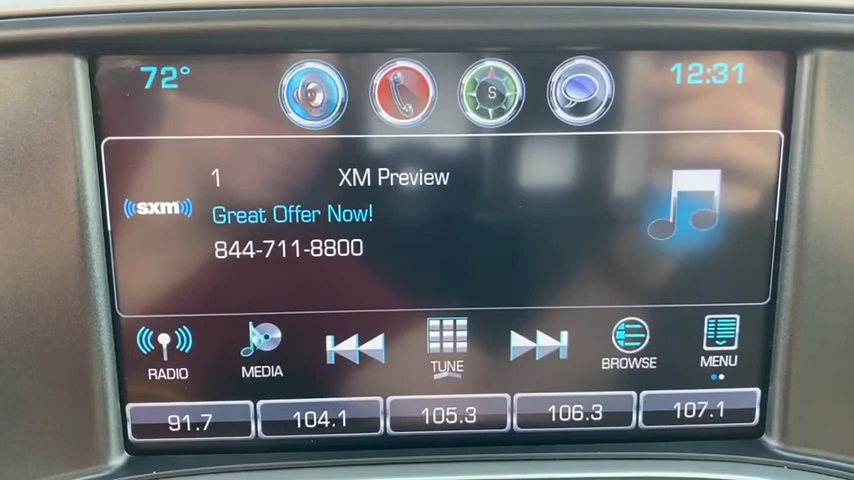 72° 12:31
S
1 XM Preview
((sxm))
Great Offer Now!
844-711-8800
RADIO MEDIA TUNE BROWSE MENU
91.7 104.1 105.3 106.3 107.1